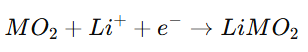 MO₂ + Li⁺ + e⁻ → LiMO₂